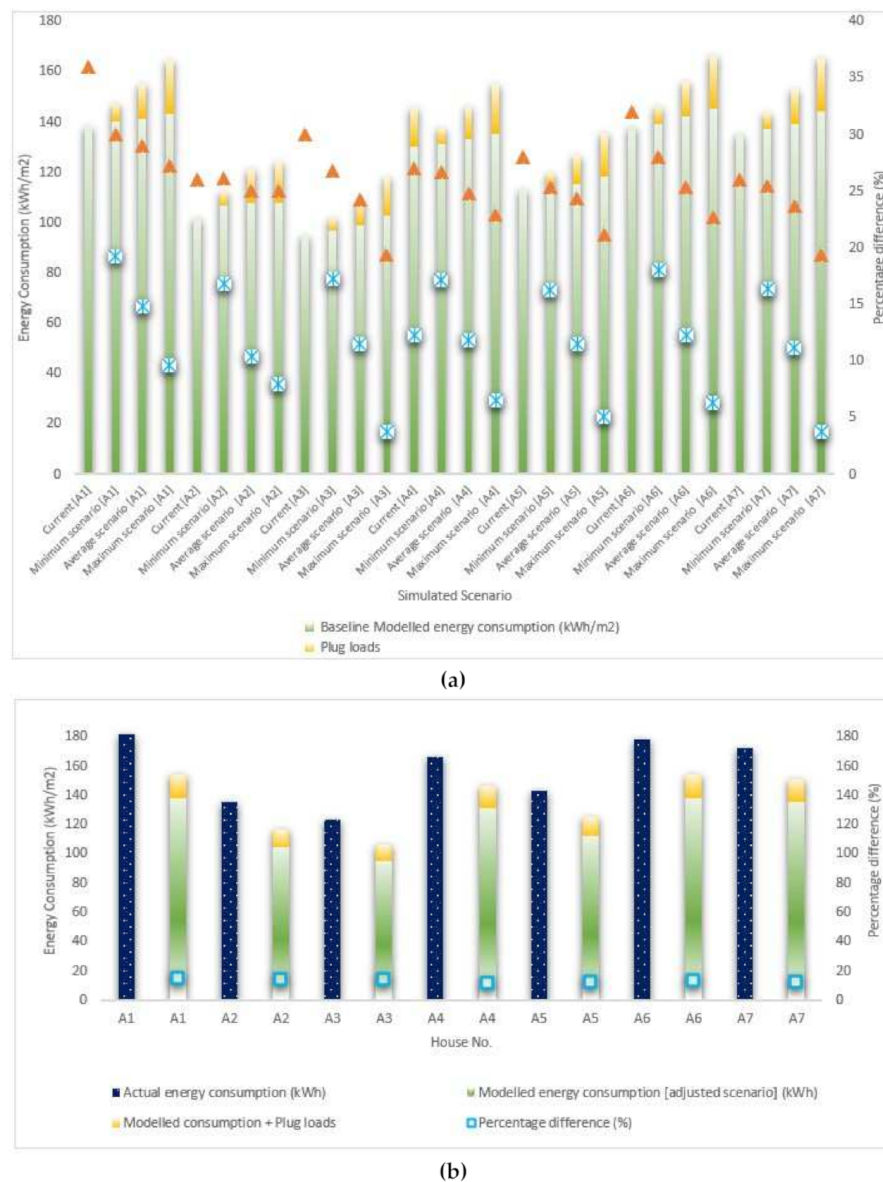 180
160
140
120
100
80
60
40
20
0
Energy Consumption (kWh/m2)
40
35
30
25
20
15
10
5
0
Percentage difference (%)
Current [A1]
Minimum scenario [A1]
Average scenario [A1]
Maximum scenario [A1]
Current [A2]
Minimum scenario [A2]
Average scenario [A2]
Maximum scenario [A2]
Current [A3]
Minimum scenario [A3]
Average scenario [A3]
Maximum scenario [A3]
Current [A4]
Minimum scenario [A4]
Average scenario [A4]
Maximum scenario [A4]
Current [A5]
Minimum scenario [A5]
Average scenario [A5]
Maximum scenario [A5]
Current [A6]
Minimum scenario [A6]
Average scenario [A6]
Maximum scenario [A6]
Current [A7]
Minimum scenario [A7]
Average scenario [A7]
Maximum scenario [A7]
Simulated Scenario
Baseline Modelled energy consumption (kWh/m2)
Plug loads
(a)
180
160
140
120
100
80
60
40
20
0
Energy Consumption (kWh/m2)
180
160
140
120
100
80
60
40
20
0
Percentage difference (%)
A1 A1 A2 A2 A3 A3 A4 A4 A5 A5 A6 A6 A7 A7
House No.
Actual energy consumption (kWh) Modelled energy consumption [adjusted scenario] (kWh)
Modelled consumption + Plug loads Percentage difference (%)
(b)